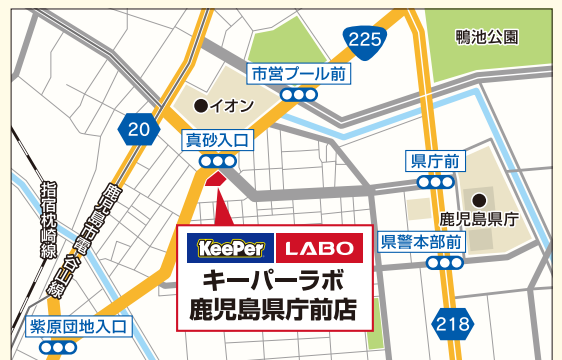 225
鴨池公園
市営プール前
イオン
20
真砂入口
県庁前
鹿児島県庁
指宿枕崎線
鹿児島市電 谷山線
県警本部前
KeePer LABO
キーパーラボ
鹿児島県庁前店
紫原団地入口
218